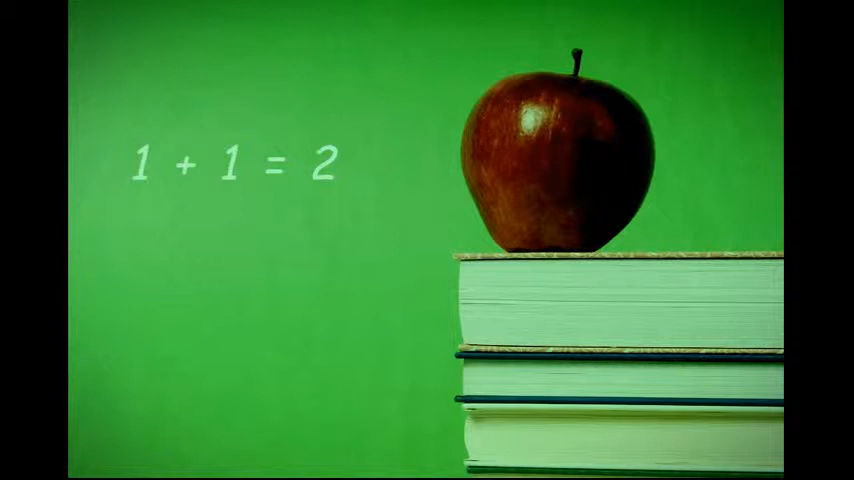 1 + 1 = 2